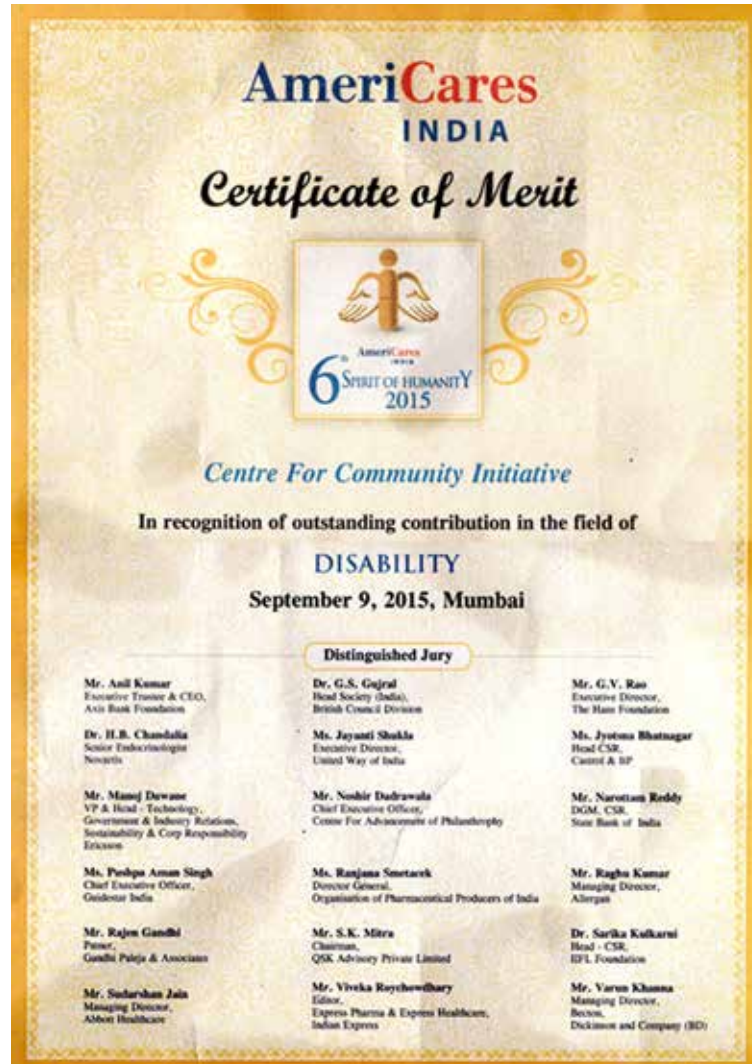 AmeriCares
INDIA
Certificate of Merit
AmeriCares
INDIA
6th SPIRIT OF HUMANITY
2015
Centre For Community Initiative
In recognition of outstanding contribution in the field of
DISABILITY
September 9, 2015, Mumbai
Distinguished Jury
Mr. Anil Kumar
Executive Trustee & CEO,
Axis Bank Foundation
Dr. G.S. Gujral
Head Society (India),
British Council Division
Mr. G.V. Rao
Executive Director,
The Hans Foundation
Dr. H.B. Chandalia
Senior Endocrinologist
Novartis
Ms. Jayanti Shukla
Executive Director,
United Way of India
Ms. Jyotsna Bhatnagar
Head CSR,
Castrol & BP
Mr. Manoj Dawane
VP & Head - Technology,
Government & Industry Relations,
Sustainability & Corp Responsibility
Ericsson
Mr. Noshir Dadrawala
Chief Executive Officer,
Centre For Advancement of Philanthrophy
Mr. Narottam Reddy
DGM, CSR,
State Bank of India
Ms. Pushpa Aman Singh
Chief Executive Officer,
Guidestar India
Ms. Ranjana Smetacek
Director General,
Organisation of Pharmaceutical Producers of India
Mr. Raghu Kumar
Managing Director,
Allergan
Mr. Rajen Gandhi
Gandhi Paleja & Associates
Mr. S.K. Mitra
Chairman,
QSK Advisory Private Limited
Dr. Sarika Kulkarni
Head - CSR,
IIFL Foundation
Mr. Sudarshan Jain
Managing Director,
Abbott Healthcare
Mr. Viveka Roychowdhary
Editor,
Express Pharma & Express Healthcare,
Indian Express
Mr. Varun Khanna
Managing Director,
Becton,
Dickinson and Company (BD)